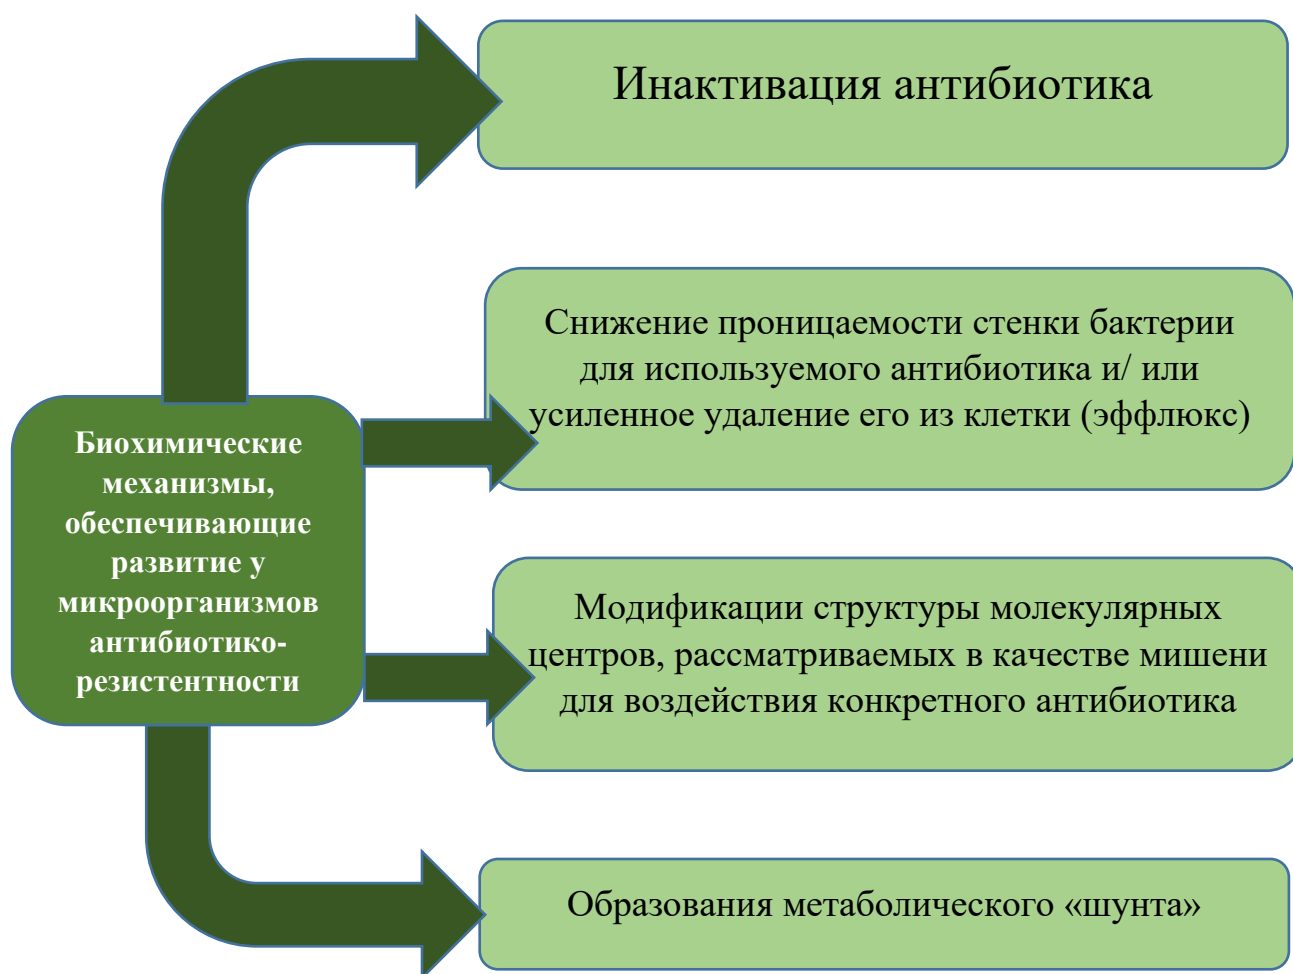 Инактивация антибиотика
Снижение проницаемости стенки бактерии
для используемого антибиотика и/ или
усиленное удаление его из клетки (эффлюкс)
Биохимические
механизмы,
обеспечивающие
развитие у
микроорганизмов
антибиотико-
резистентности
Модификации структуры молекулярных
центров, рассматриваемых в качестве мишени
для воздействия конкретного антибиотика
Образования метаболического «шунта»